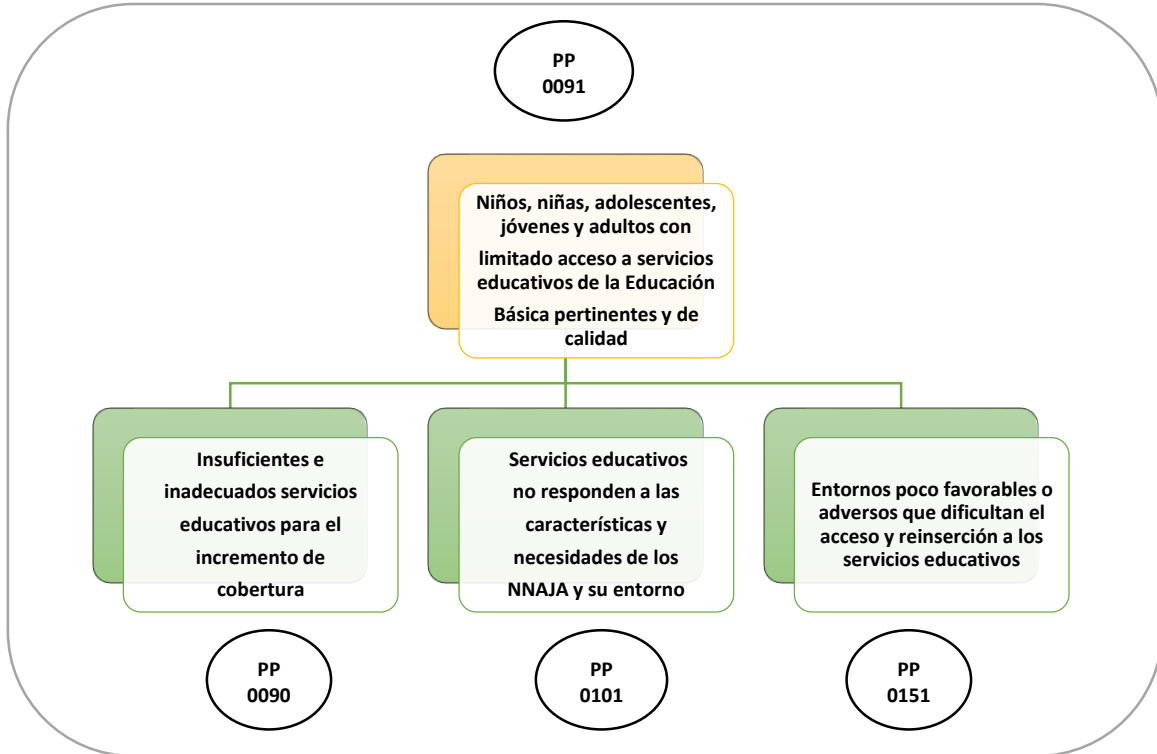 PP
0091
Niños, niñas, adolescentes,
jóvenes y adultos con
limitado acceso a servicios
educativos de la Educación
Básica pertinentes y de
calidad
Insuficientes e
inadecuados servicios
educativos para el
incremento de
cobertura
Servicios educativos
no responden a las
características y
necesidades de los
NNAJA y su entorno
Entornos poco favorables o
adversos que dificultan el
acceso y reinserción a los
servicios educativos
PP
0090
PP
0101
PP
0151